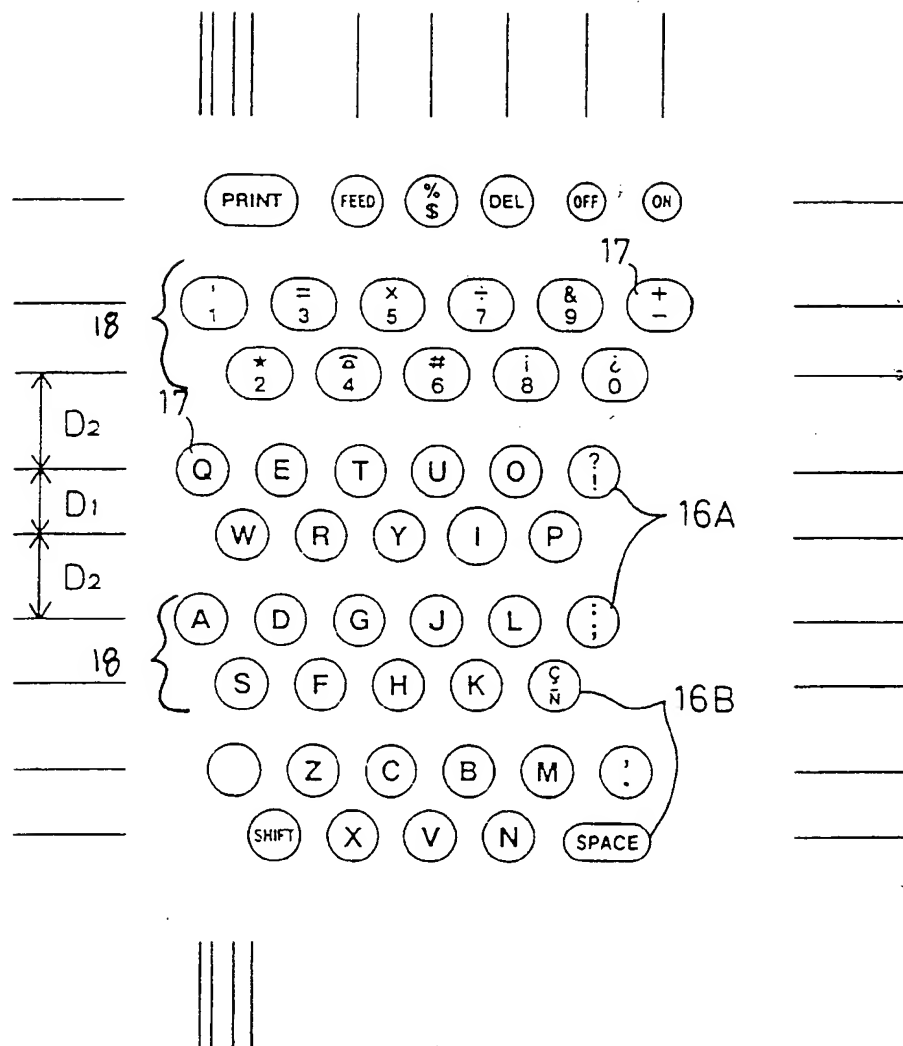 PRINT FEED % $ DEL OFF ON
17
' 1 = 3 × 5 ÷ 7 & 9 + −
18
★ 2 4 # 6 ¡ 8 ¿ 0
17
D2
Q E T U O ? !
D1
16A
W R Y I P
D2
A D G J L : ;
18
S F H K Ç Ñ
16B
Z C B M , .
SHIFT X V N SPACE